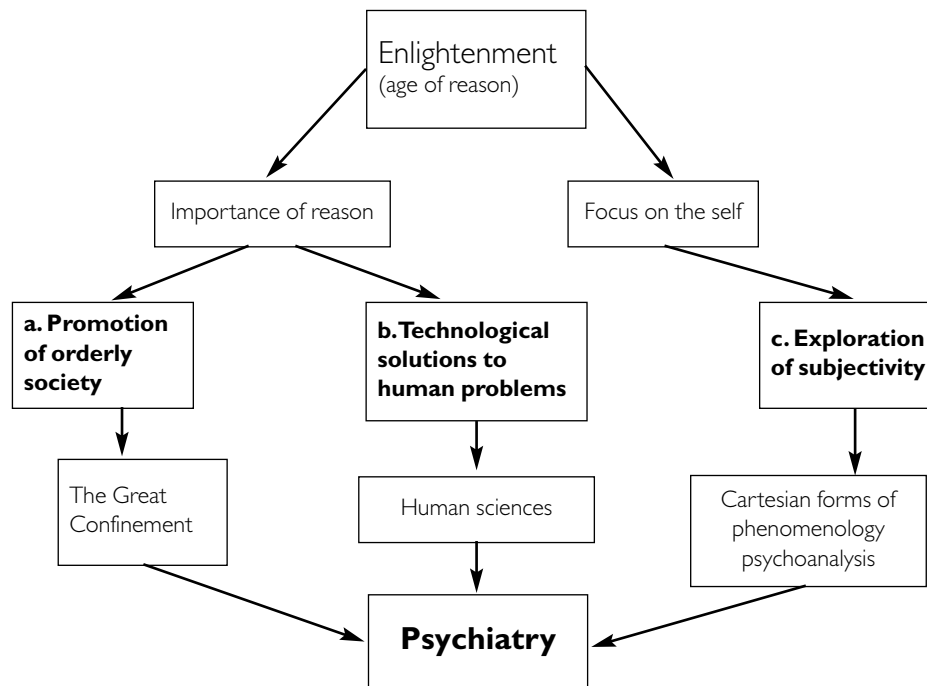 Enlightenment
(age of reason)
Importance of reason
Focus on the self
a. Promotion
of orderly
society
b. Technological
solutions to
human problems
c. Exploration
of subjectivity
The Great
Confinement
Human sciences
Cartesian forms of
phenomenology
psychoanalysis
Psychiatry